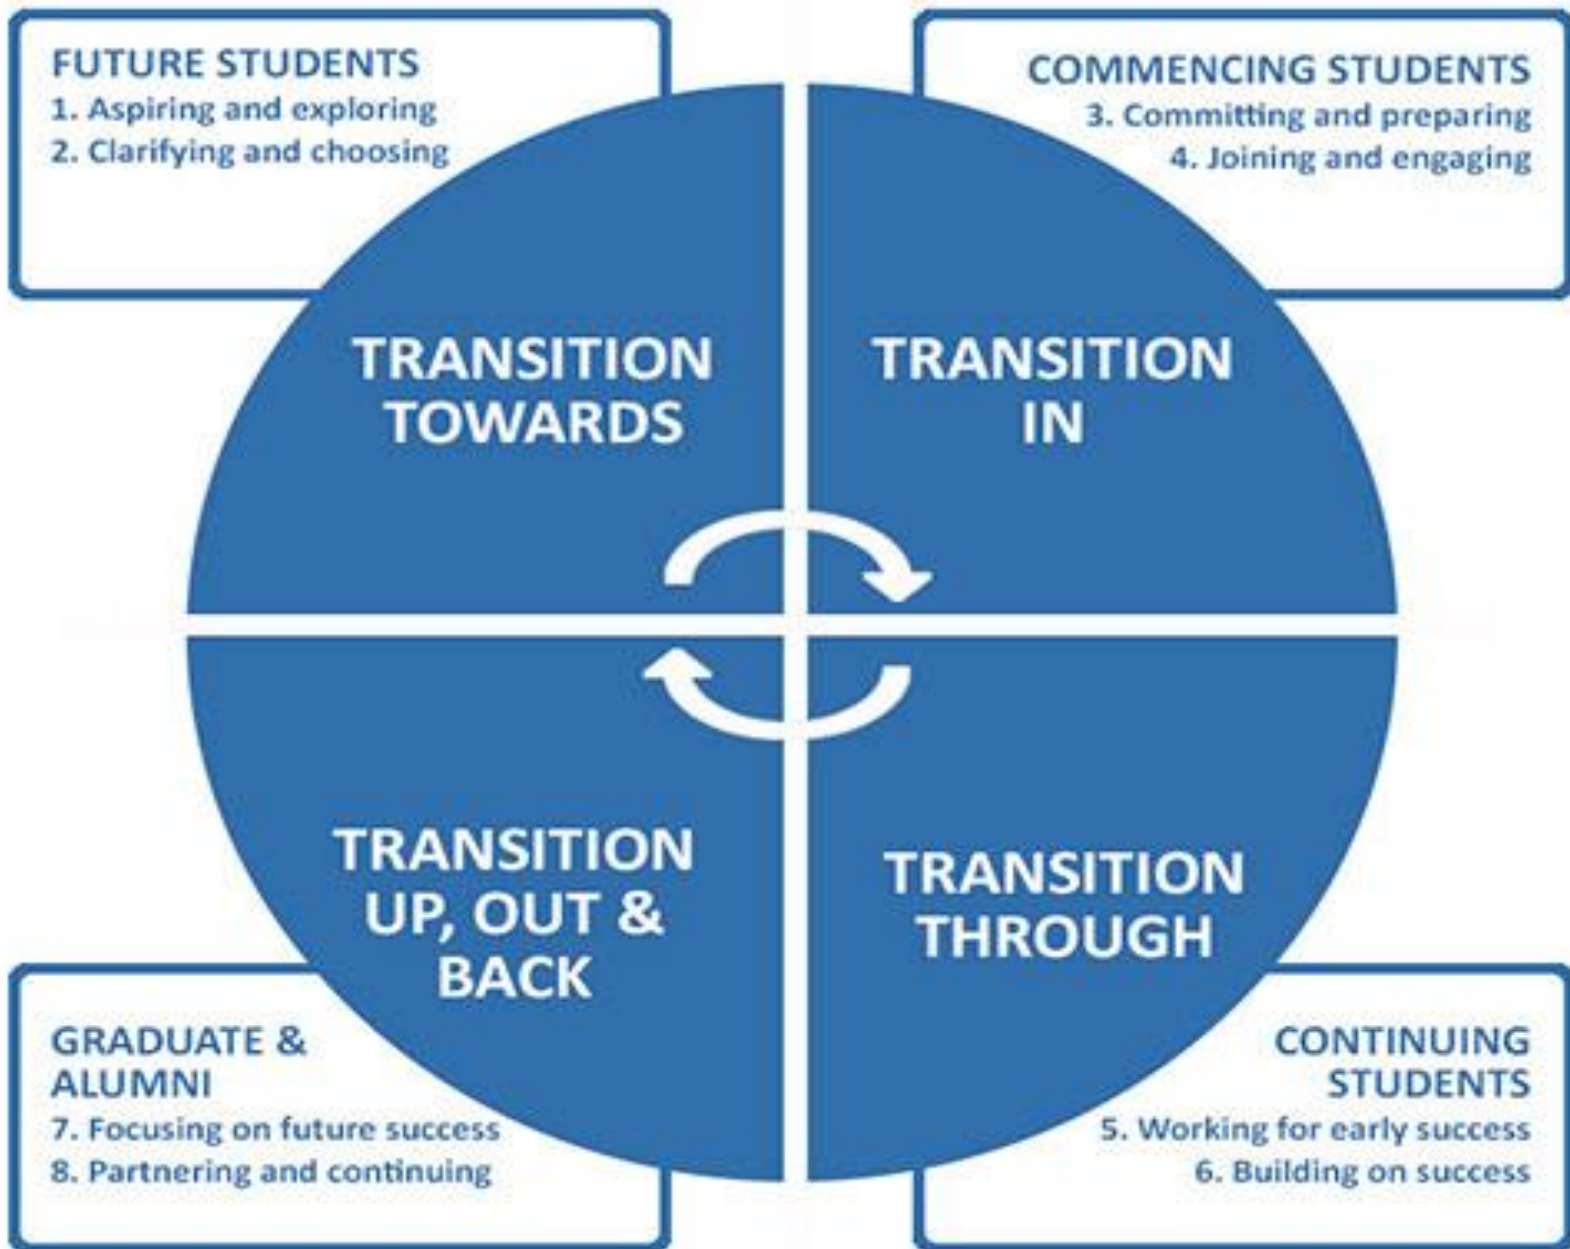 FUTURE STUDENTS
1. Aspiring and exploring
2. Clarifying and choosing
COMMENCING STUDENTS
3. Committing and preparing
4. Joining and engaging
TRANSITION
TOWARDS
TRANSITION
IN
TRANSITION
UP, OUT &
BACK
TRANSITION
THROUGH
GRADUATE &
ALUMNI
7. Focusing on future success
8. Partnering and continuing
CONTINUING
STUDENTS
5. Working for early success
6. Building on success